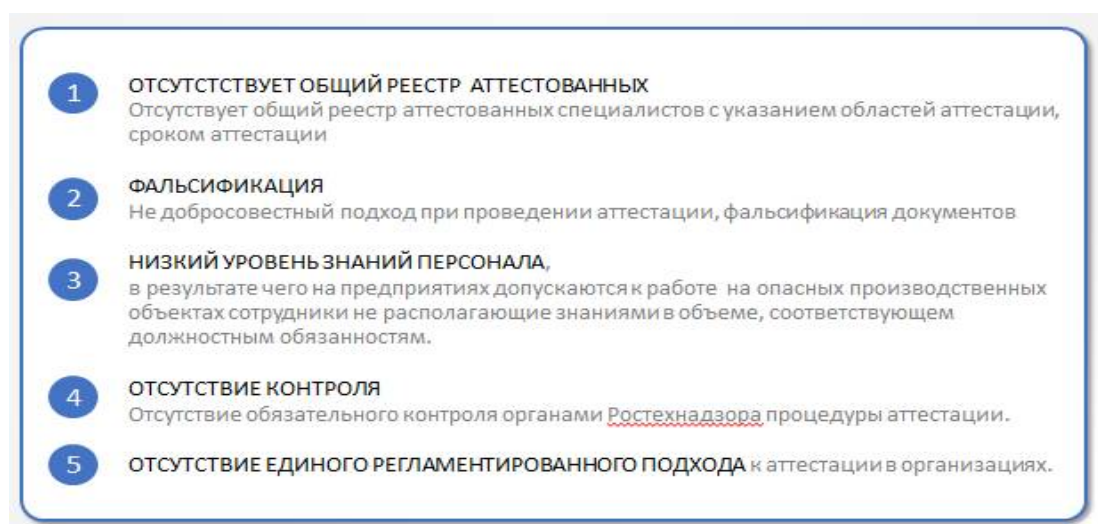 1
ОТСУТСТСТВУЕТ ОБЩИЙ РЕЕСТР АТТЕСТОВАННЫХ
Отсутствует общий реестр аттестованных специалистов с указанием областей аттестации,
сроком аттестации
2
ФАЛЬСИФИКАЦИЯ
Не добросовестный подход при проведении аттестации, фальсификация документов
3
НИЗКИЙ УРОВЕНЬ ЗНАНИЙ ПЕРСОНАЛА,
в результате чего на предприятиях допускаются к работе на опасных производственных
объектах сотрудники не располагающие знаниями в объеме, соответствующем
должностным обязанностям.
4
ОТСУТСТВИЕ КОНТРОЛЯ
Отсутствие обязательного контроля органами Ростехнадзора процедуры аттестации.
5
ОТСУТСТВИЕ ЕДИНОГО РЕГЛАМЕНТИРОВАННОГО ПОДХОДА к аттестации в организациях.